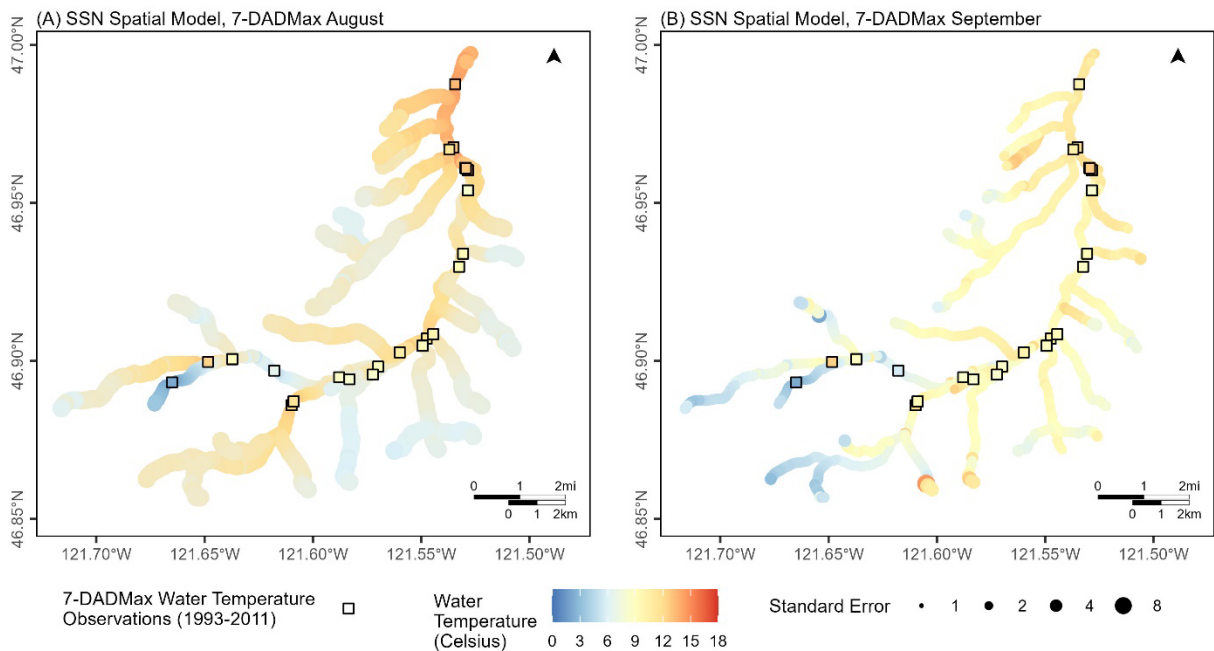 (A) SSN Spatial Model, 7-DADMax August
(B) SSN Spatial Model, 7-DADMax September
47.00°N
46.95°N
46.90°N
46.85°N
0 1 2mi
0 1 2km
121.70°W 121.65°W 121.60°W 121.55°W 121.50°W
47.00°N
46.95°N
46.90°N
46.85°N
0 1 2mi
0 1 2km
121.70°W 121.65°W 121.60°W 121.55°W 121.50°W
7-DADMax Water Temperature
Observations (1993-2011)
Water
Temperature
(Celsius)
0 3 6 9 12 15 18
Standard Error 1 2 4 8